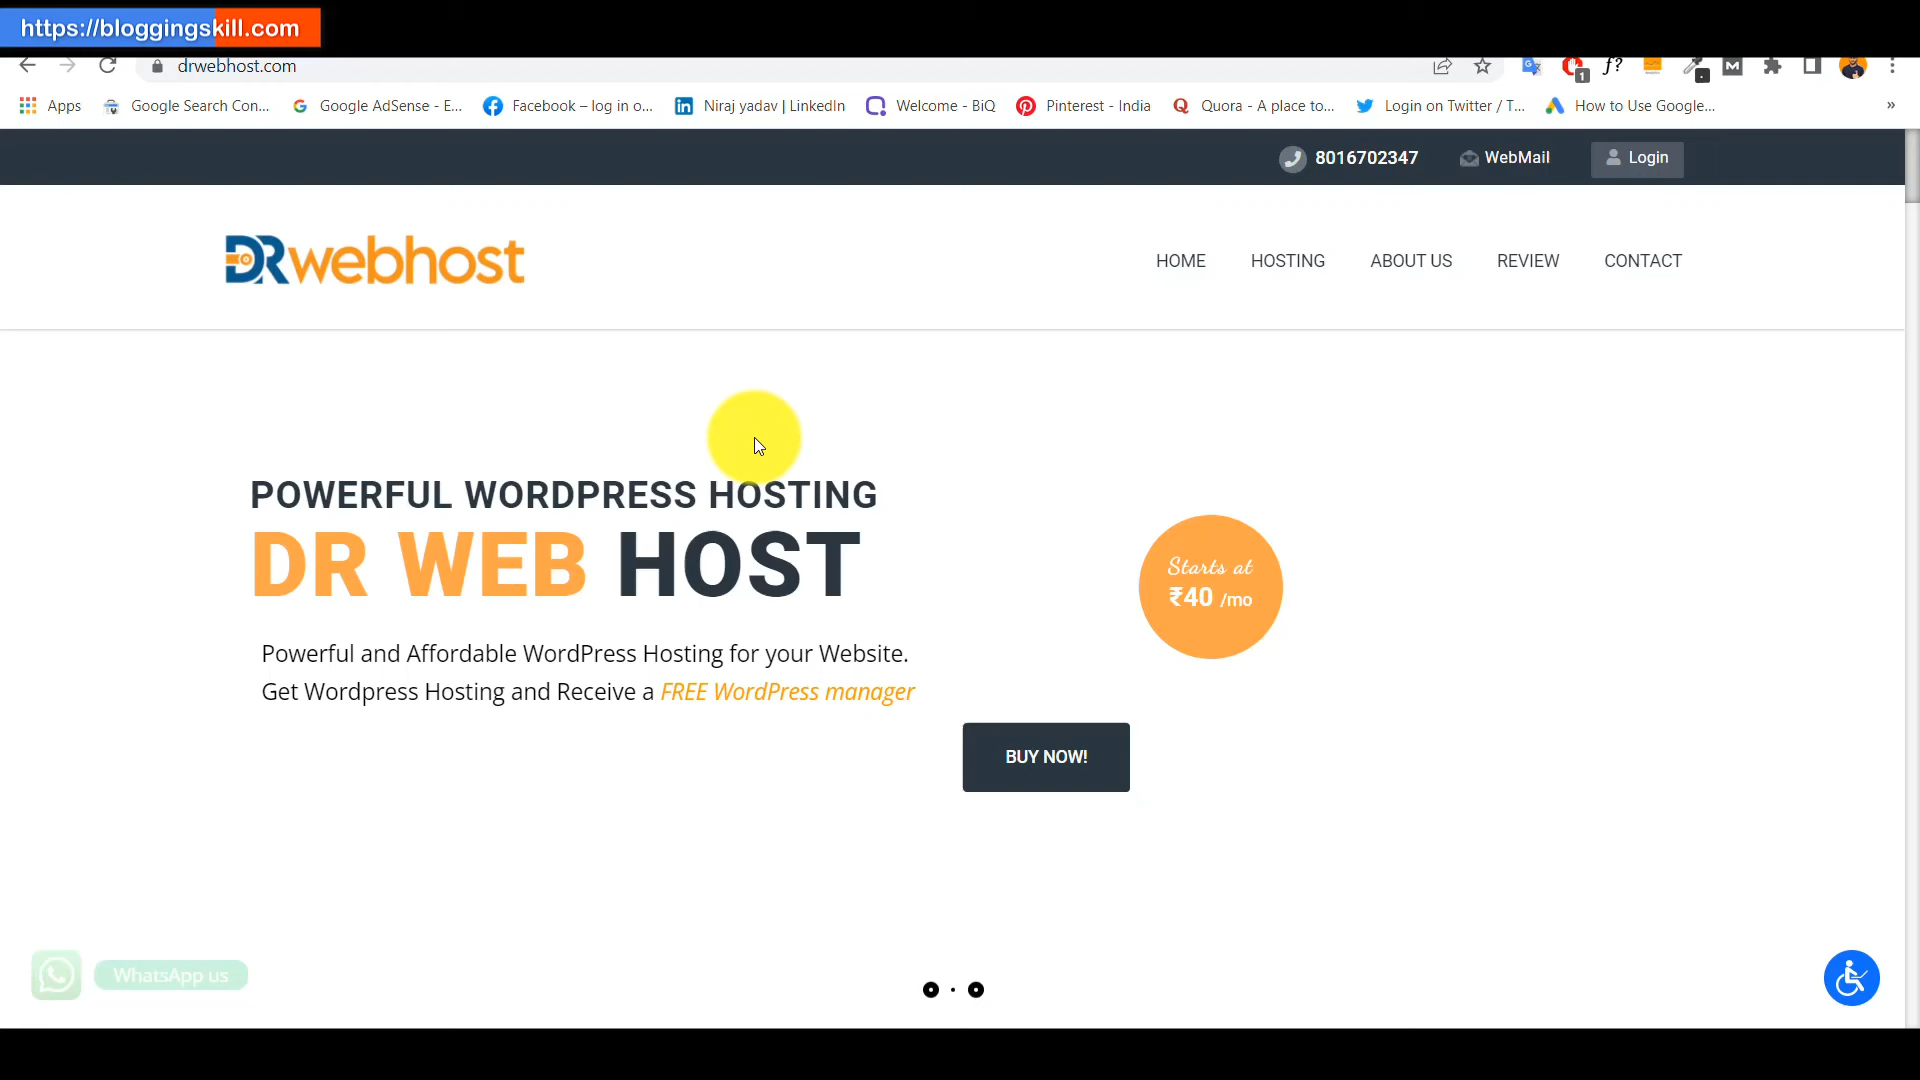 https://bloggingskill.com
drwebhost.com
1
f?
Apps
Google Search Con...
Google AdSense - E...
Facebook – log in o...
Niraj yadav | LinkedIn
Welcome - BiQ
Pinterest - India
Quora - A place to...
Login on Twitter / T...
How to Use Google...
»
8016702347
WebMail
Login
DRwebhost
HOME
HOSTING
ABOUT US
REVIEW
CONTACT
POWERFUL WORDPRESS HOSTING
DR WEB HOST
Starts at
₹40 /mo
Powerful and Affordable WordPress Hosting for your Website.
Get Wordpress Hosting and Receive a FREE WordPress manager
BUY NOW!
WhatsApp us